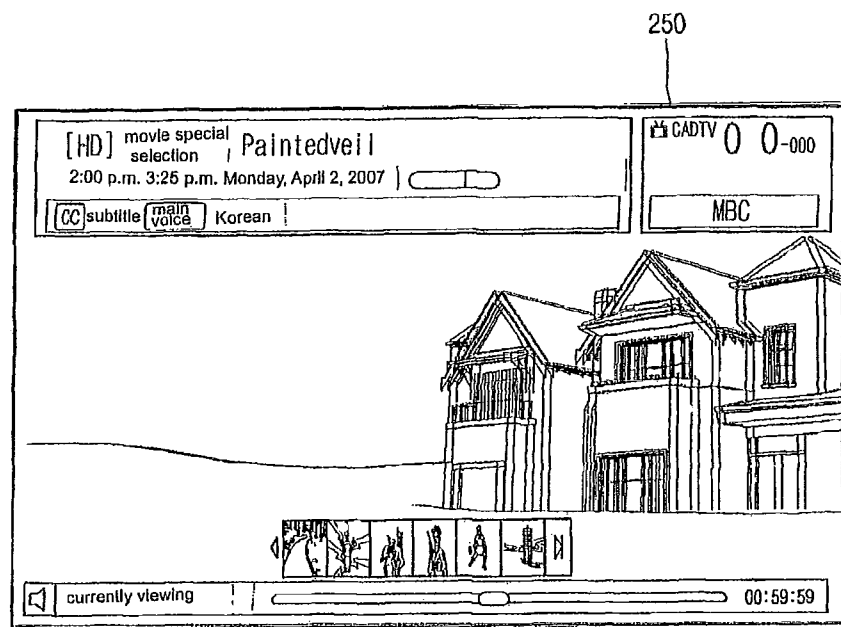 250
[HD] movie special selection Paintedveil
2:00 p.m. 3:25 p.m. Monday, April 2, 2007
CC subtitle main voice Korean
CADTV 0 0-000
MBC
currently viewing
00:59:59